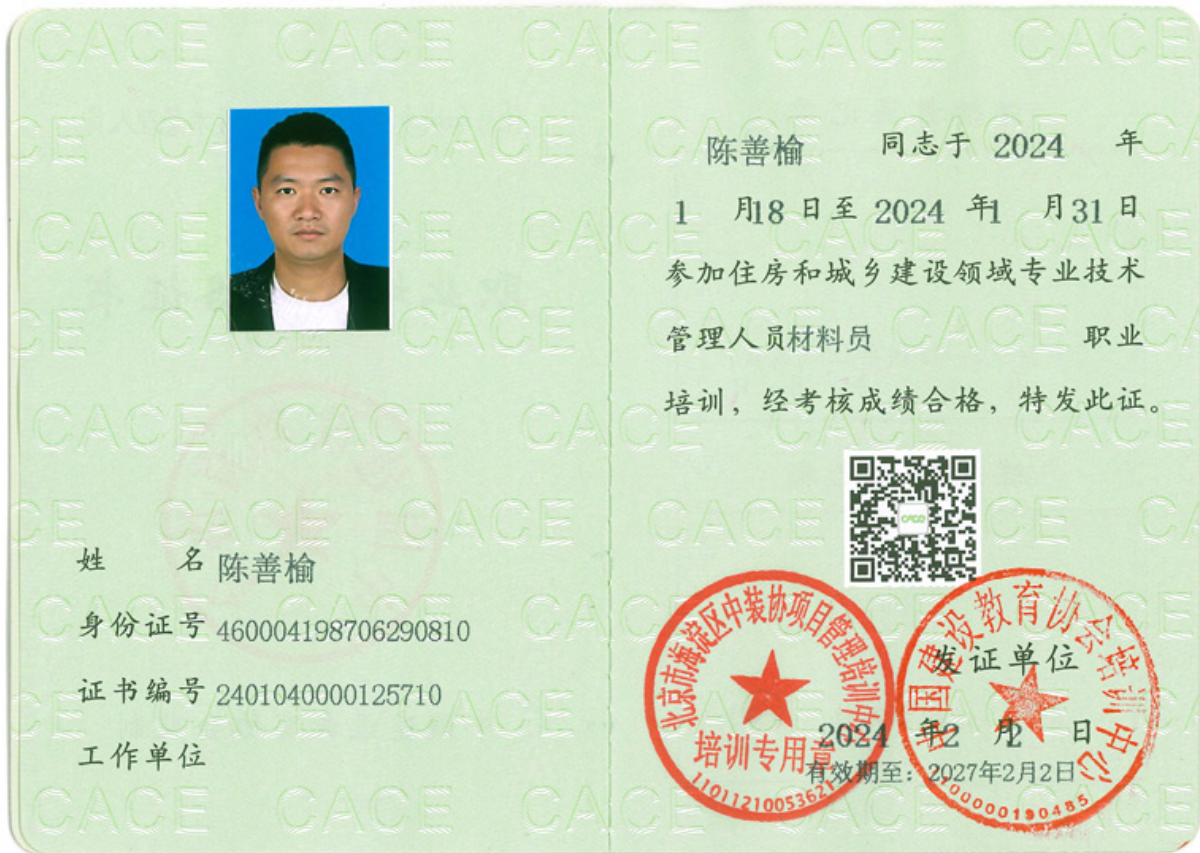 姓 名 陈善榆
身份证号 460004198706290810
证书编号 2401040000125710
工作单位
陈善榆 同志于 2024 年
1 月18 日至 2024 年1 月31日
参加住房和城乡建设领域专业技术
管理人员材料员 职业
培训，经考核成绩合格，特发此证。
CACE
北京市海淀区中装协项目管理培训中心
培训专用章
1101121005362
中国建设教育协会培训中心
发证单位
2024 年2 月2 日
有效期至：2027年2月2日
100000190485